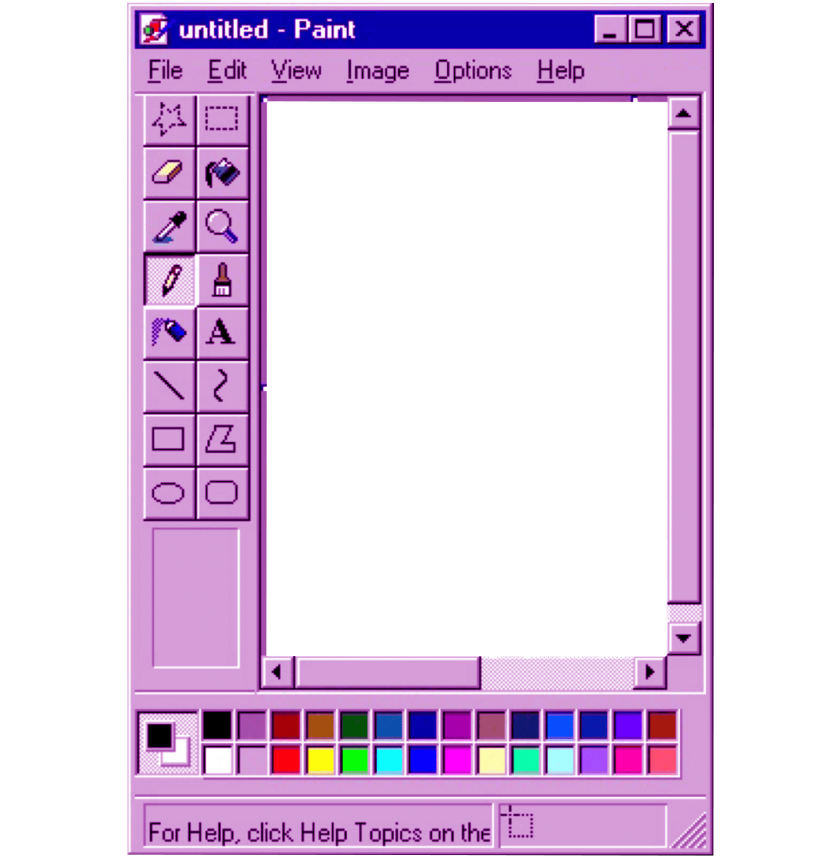 untitled - Paint
File Edit View Image Options Help
A
For Help, click Help Topics on the